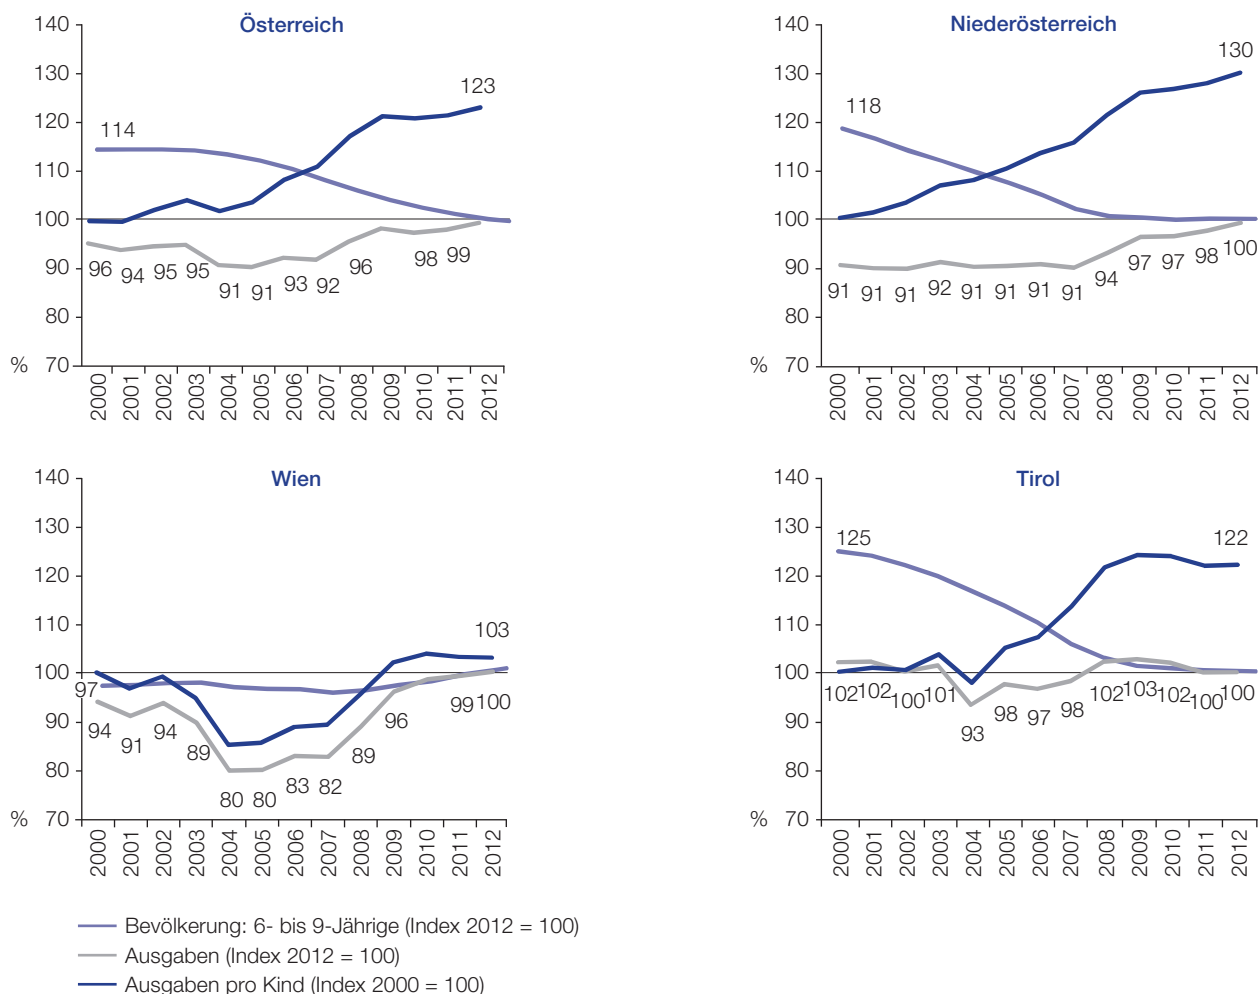 Österreich
140
130
120
110
100
90
80
% 70
114
123
96 94 95 95 91 91 93 92 96 98 99
2000 2001 2002 2003 2004 2005 2006 2007 2008 2009 2010 2011 2012
Niederösterreich
140
130
120
110
100
90
80
% 70
118
130
91 91 91 92 91 91 91 91 94 97 97 98 100
2000 2001 2002 2003 2004 2005 2006 2007 2008 2009 2010 2011 2012
Wien
140
130
120
110
100
90
80
% 70
97
103
94 91 94 89 80 80 83 82 89 96 99 100
2000 2001 2002 2003 2004 2005 2006 2007 2008 2009 2010 2011 2012
Tirol
140
130
120
110
100
90
80
% 70
125
122
102 102 100 101 93 98 97 98 102 103 102 100 100
2000 2001 2002 2003 2004 2005 2006 2007 2008 2009 2010 2011 2012
Bevölkerung: 6- bis 9-Jährige (Index 2012 = 100)
Ausgaben (Index 2012 = 100)
Ausgaben pro Kind (Index 2000 = 100)